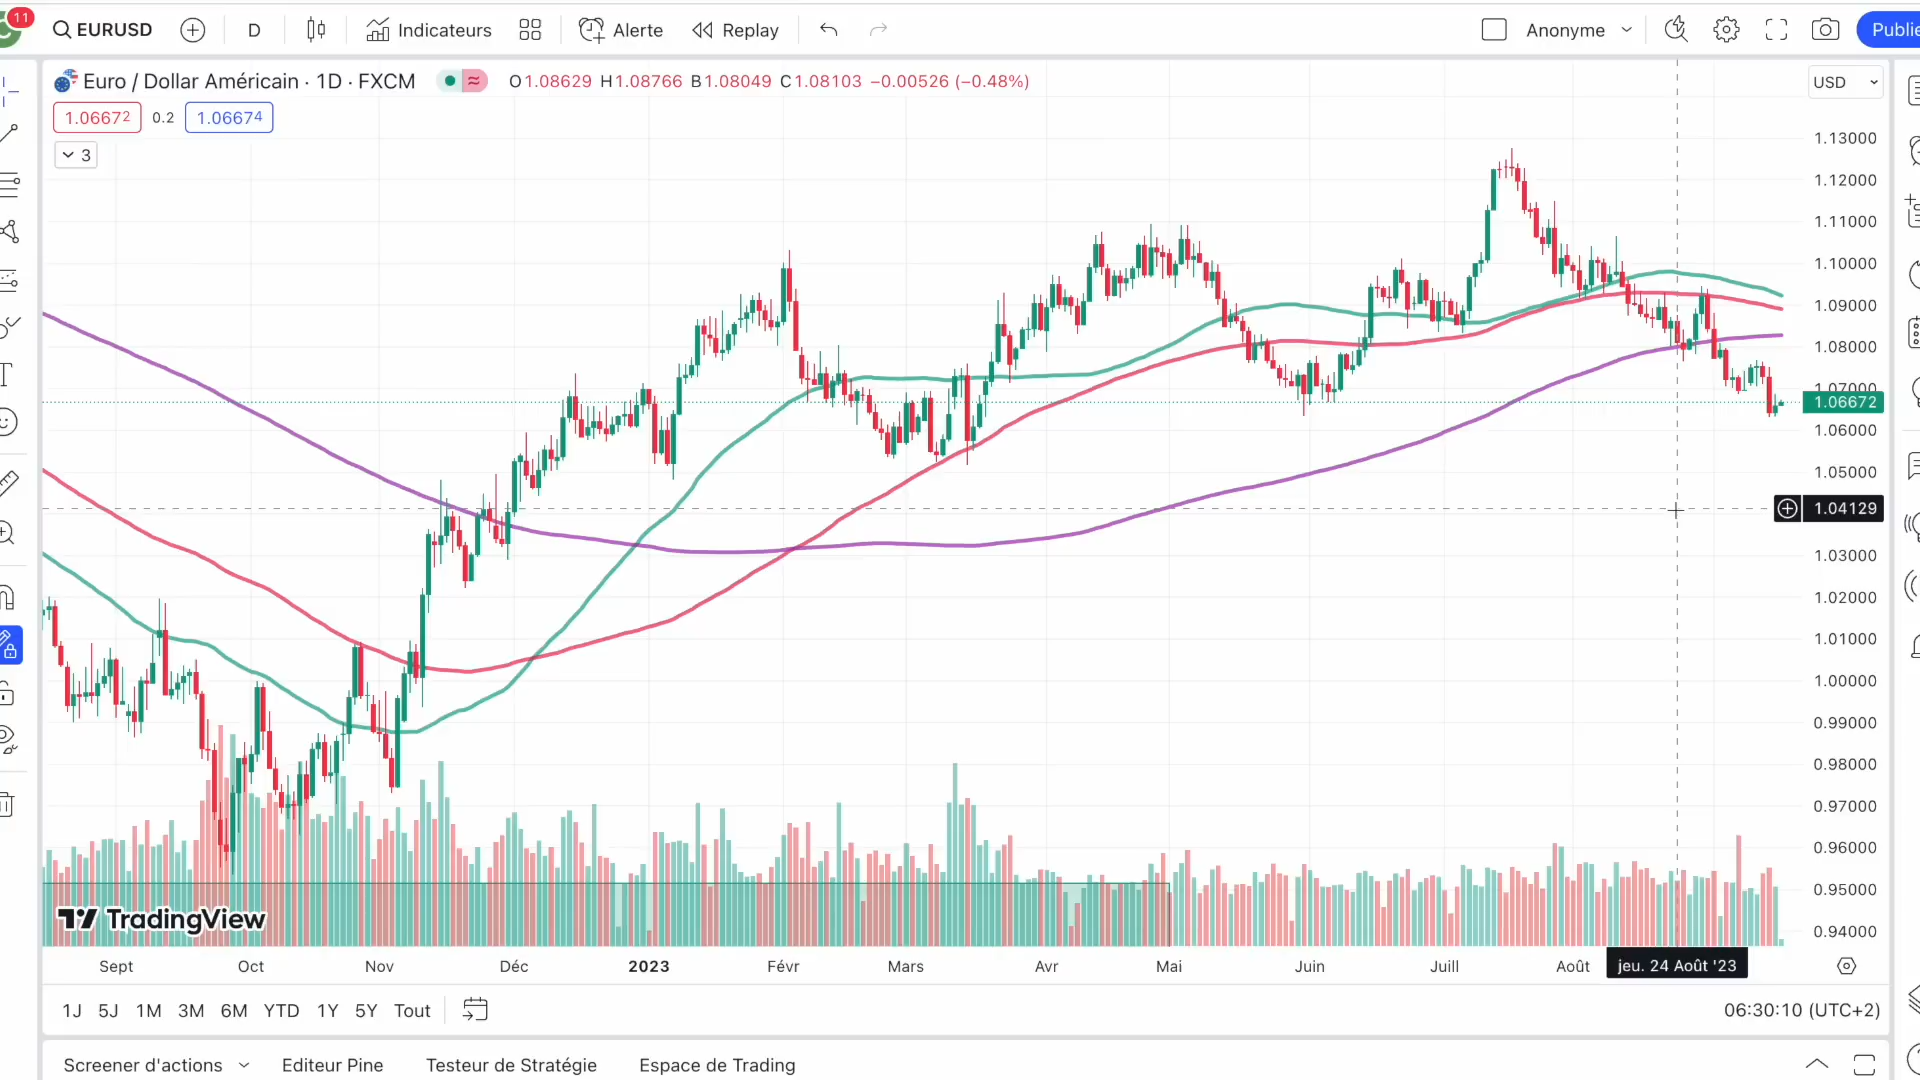 11
EURUSD
D
Indicateurs
Alerte
Replay
Anonyme
Publie
Euro / Dollar Américain · 1D · FXCM
O1.08629 H1.08766 B1.08049 C1.08103 −0.00526 (−0.48%)
USD
1.06672 0.2 1.06674
3
1.13000
1.12000
1.11000
1.10000
1.09000
1.08000
1.07000
1.06672
1.06000
1.05000
1.04129
1.03000
1.02000
1.01000
1.00000
0.99000
0.98000
0.97000
0.96000
0.95000
0.94000
TradingView
Sept Oct Nov Déc 2023 Févr Mars Avr Mai Juin Juill Août jeu. 24 Août '23
1J 5J 1M 3M 6M YTD 1Y 5Y Tout
06:30:10 (UTC+2)
Screener d'actions Editeur Pine Testeur de Stratégie Espace de Trading